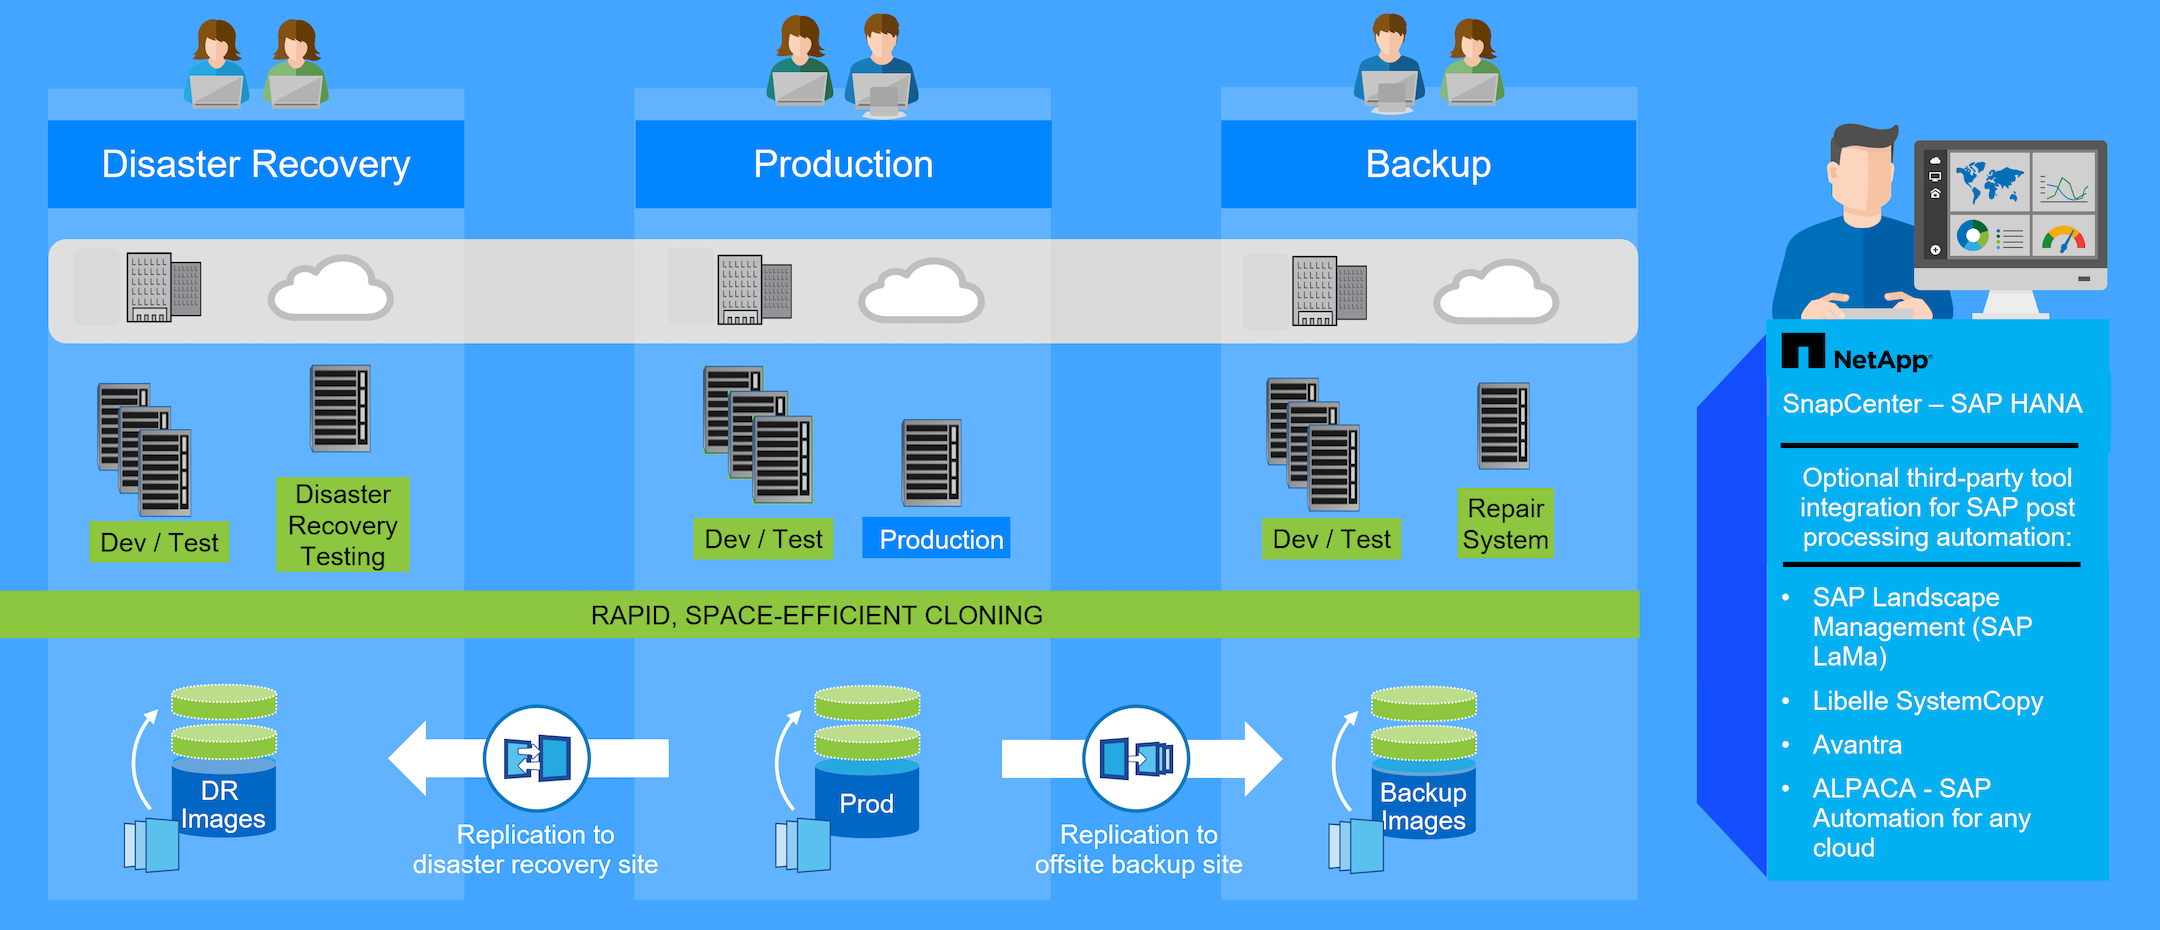 Disaster Recovery
Production
Backup
Disaster
Recovery
Testing
Dev / Test
Dev / Test
Production
Dev / Test
Repair
System
RAPID, SPACE-EFFICIENT CLONING
DR
Images
Replication to
disaster recovery site
Prod
Replication to
offsite backup site
Backup
Images
NetApp
SnapCenter – SAP HANA
Optional third-party tool
integration for SAP post
processing automation:
• SAP Landscape
Management (SAP
LaMa)
• Libelle SystemCopy
• Avantra
• ALPACA - SAP
Automation for any
cloud